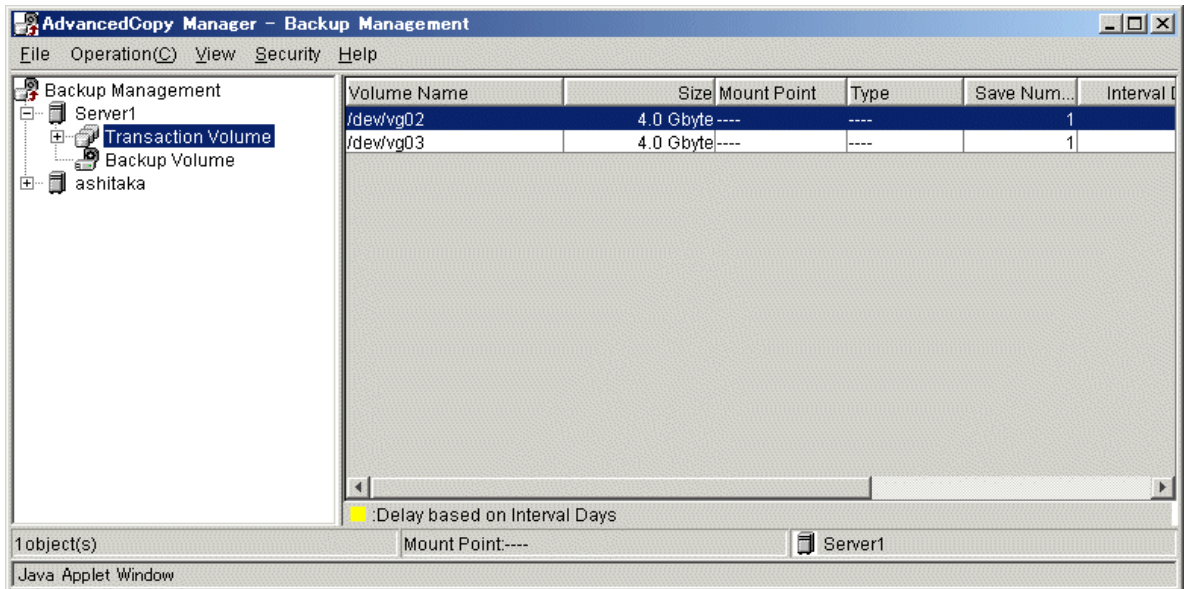 AdvancedCopy Manager - Backup Management
File Operation(C) View Security Help
Backup Management
Server1
Transaction Volume
Backup Volume
ashitaka
Volume Name Size Mount Point Type Save Num... Interval D
/dev/vg02 4.0 Gbyte ---- ---- 1
/dev/vg03 4.0 Gbyte ---- ---- 1
:Delay based on Interval Days
1object(s) Mount Point:---- Server1
Java Applet Window